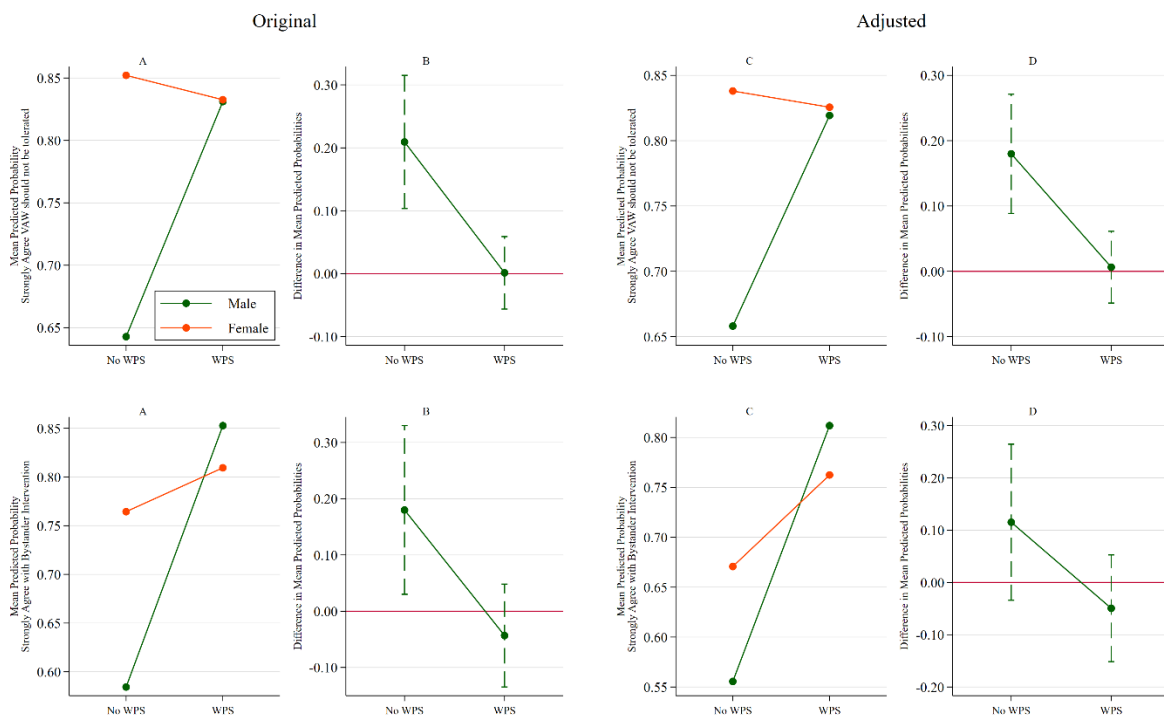 Original
Adjusted
A
Mean Predicted Probability
Strongly Agree VAW should not be tolerated
0.85
0.80
0.75
0.70
0.65
No WPS
WPS
Male
Female
B
Difference in Mean Predicted Probabilities
0.30
0.20
0.10
0.00
-0.10
No WPS
WPS
C
Mean Predicted Probability
Strongly Agree VAW should not be tolerated
0.85
0.80
0.75
0.70
0.65
No WPS
WPS
D
Difference in Mean Predicted Probabilities
0.30
0.20
0.10
0.00
-0.10
No WPS
WPS
A
Mean Predicted Probability
Strongly Agree with Bystander Intervention
0.85
0.80
0.75
0.70
0.65
0.60
No WPS
WPS
B
Difference in Mean Predicted Probabilities
0.30
0.20
0.10
0.00
-0.10
No WPS
WPS
C
Mean Predicted Probability
Strongly Agree with Bystander Intervention
0.80
0.75
0.70
0.65
0.60
0.55
No WPS
WPS
D
Difference in Mean Predicted Probabilities
0.30
0.20
0.10
0.00
-0.10
-0.20
No WPS
WPS